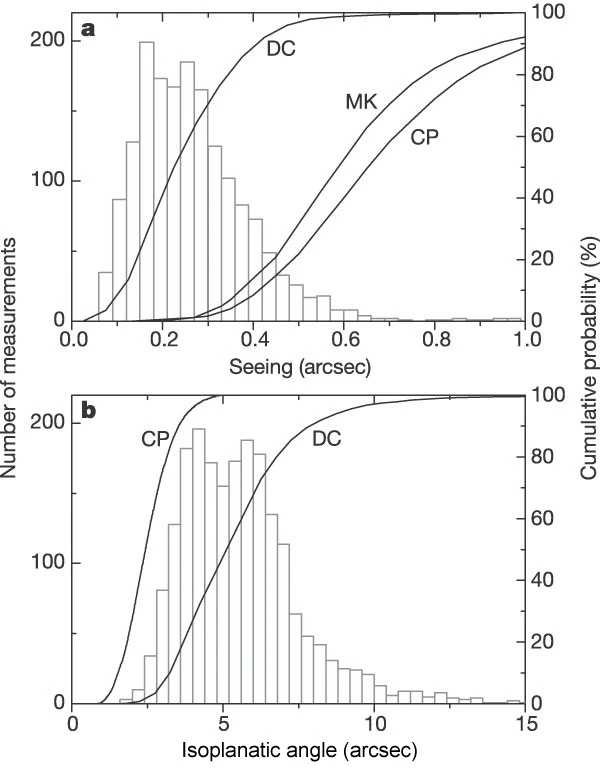 a
200
100
0
0.0 0.2 0.4 0.6 0.8 1.0
Seeing (arcsec)
100
80
60
40
20
0
DC
MK
CP
Number of measurements
Cumulative probability (%)
b
200
100
0
0 5 10 15
Isoplanatic angle (arcsec)
100
80
60
40
20
0
CP
DC